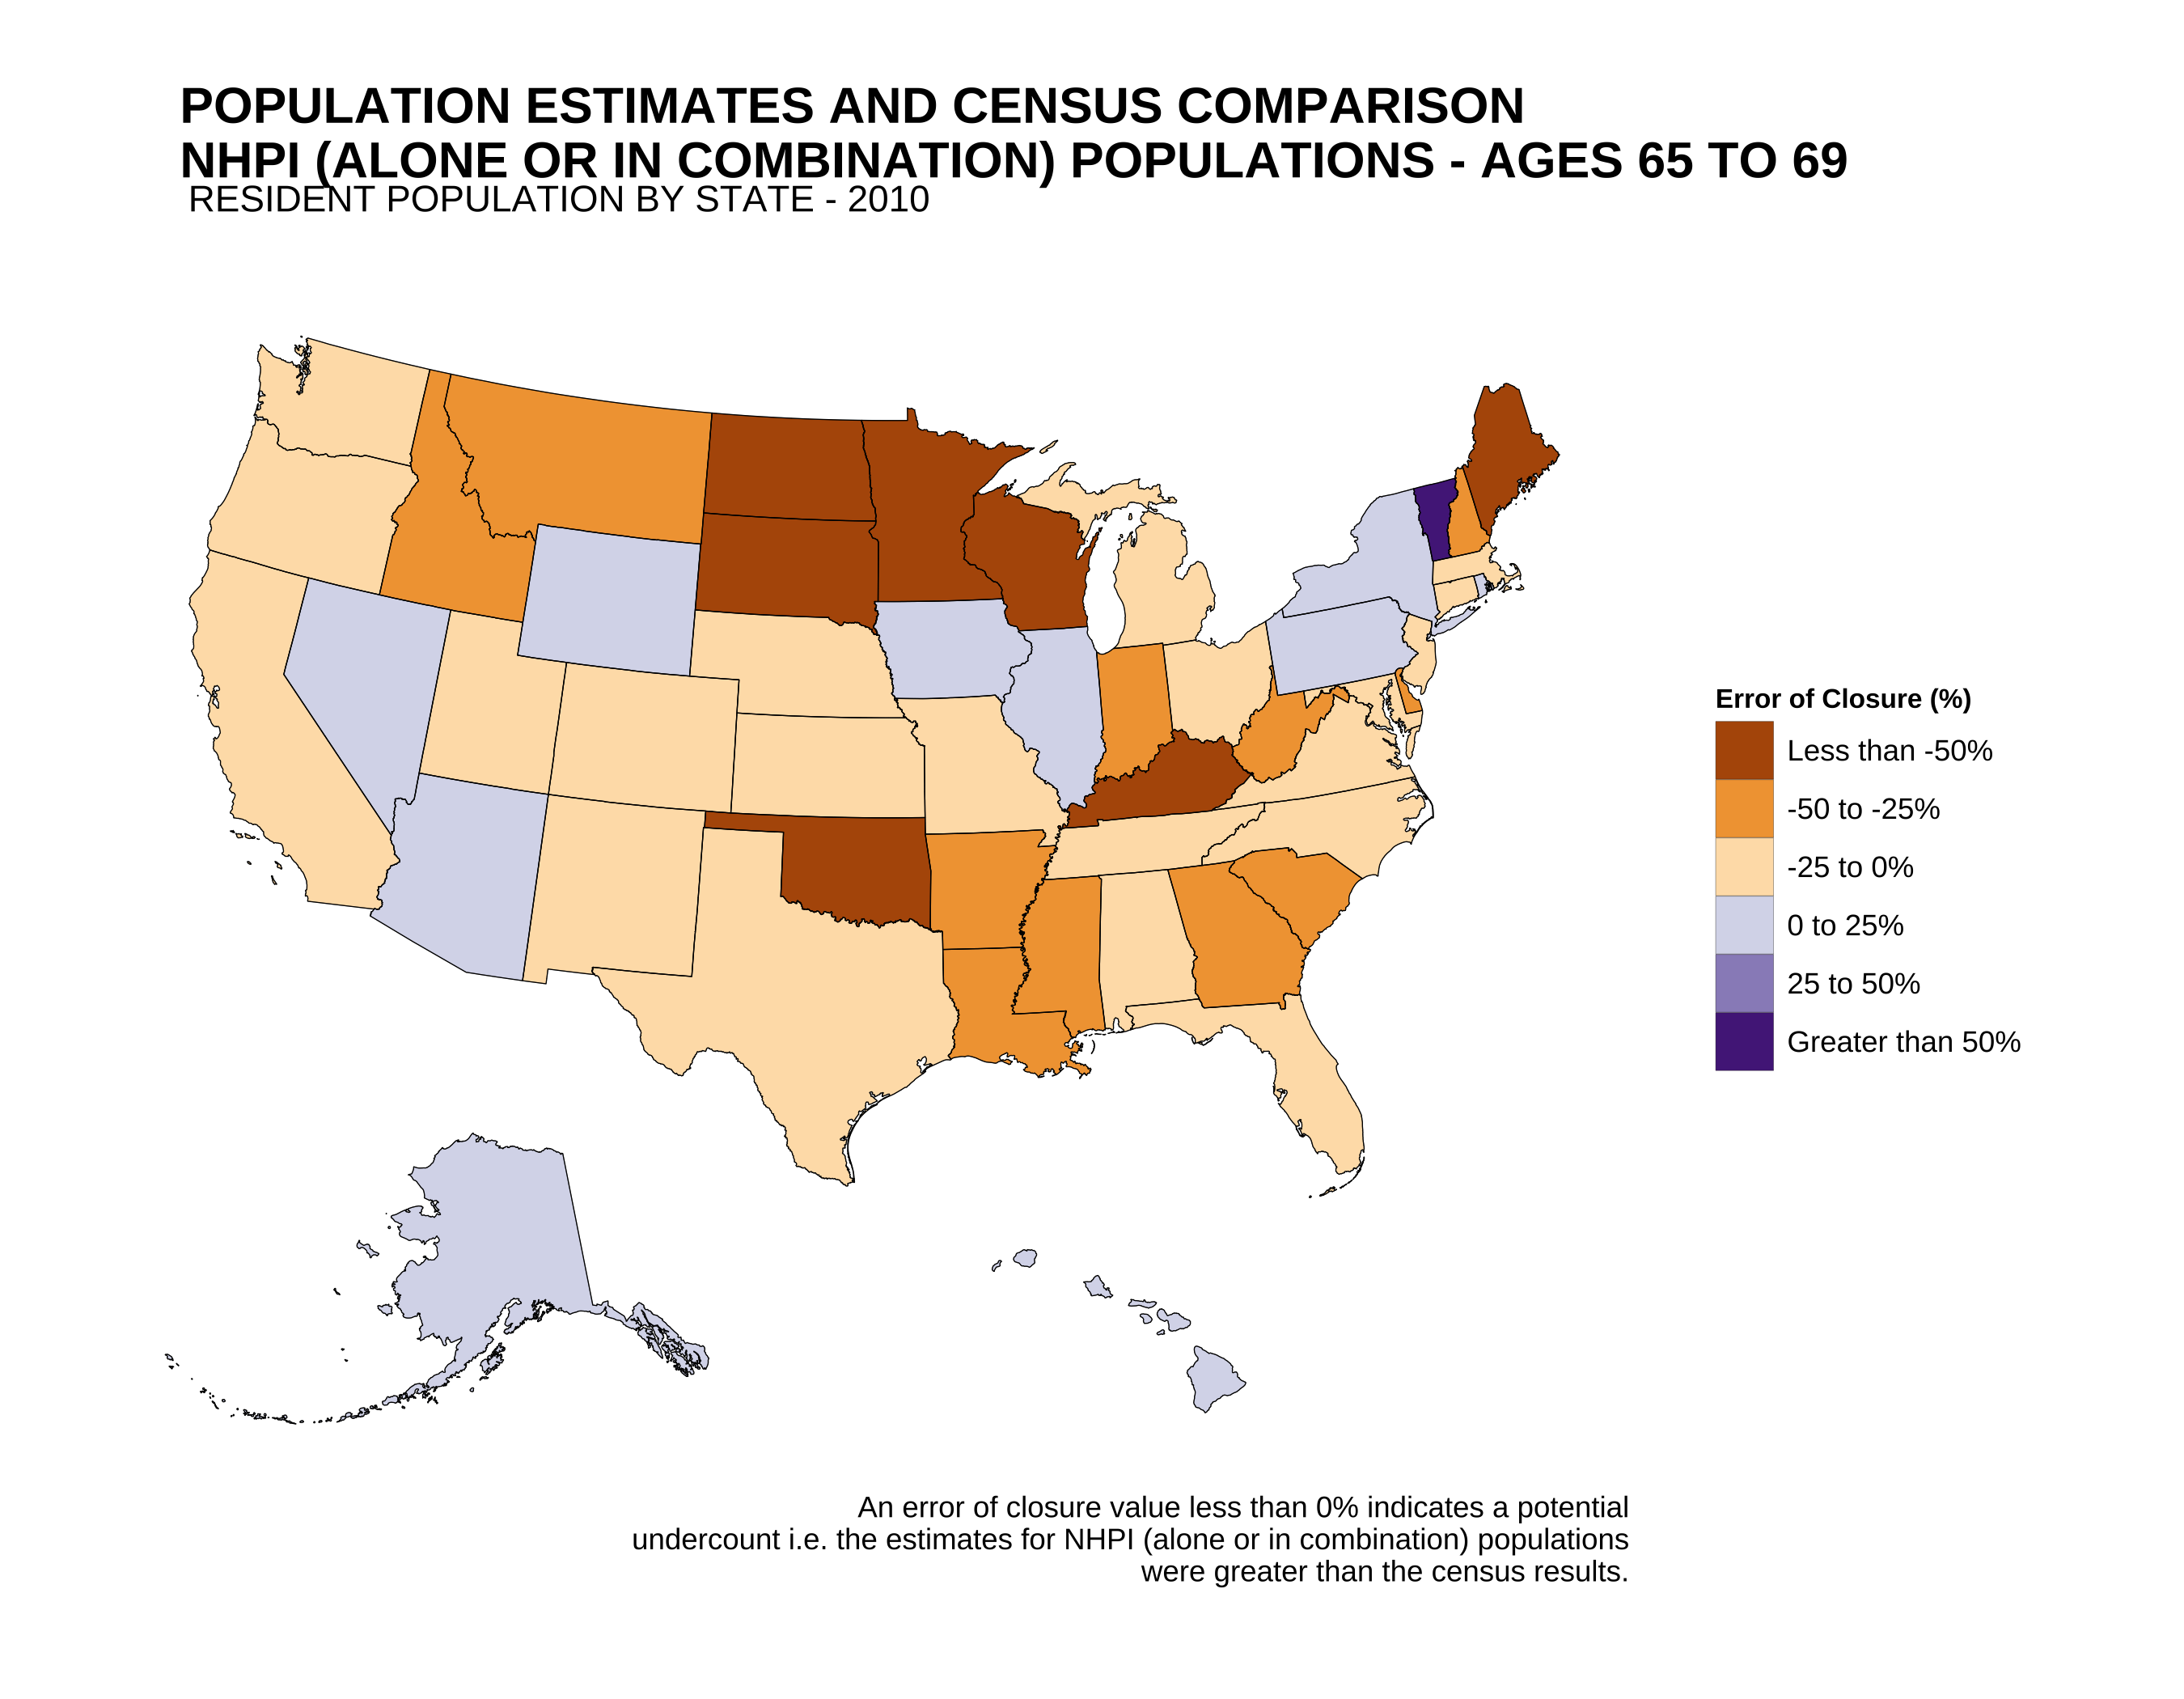 POPULATION ESTIMATES AND CENSUS COMPARISON
NHPI (ALONE OR IN COMBINATION) POPULATIONS - AGES 65 TO 69
RESIDENT POPULATION BY STATE - 2010
Error of Closure (%)
Less than -50%
-50 to -25%
-25 to 0%
0 to 25%
25 to 50%
Greater than 50%
An error of closure value less than 0% indicates a potential
undercount i.e. the estimates for NHPI (alone or in combination) populations
were greater than the census results.